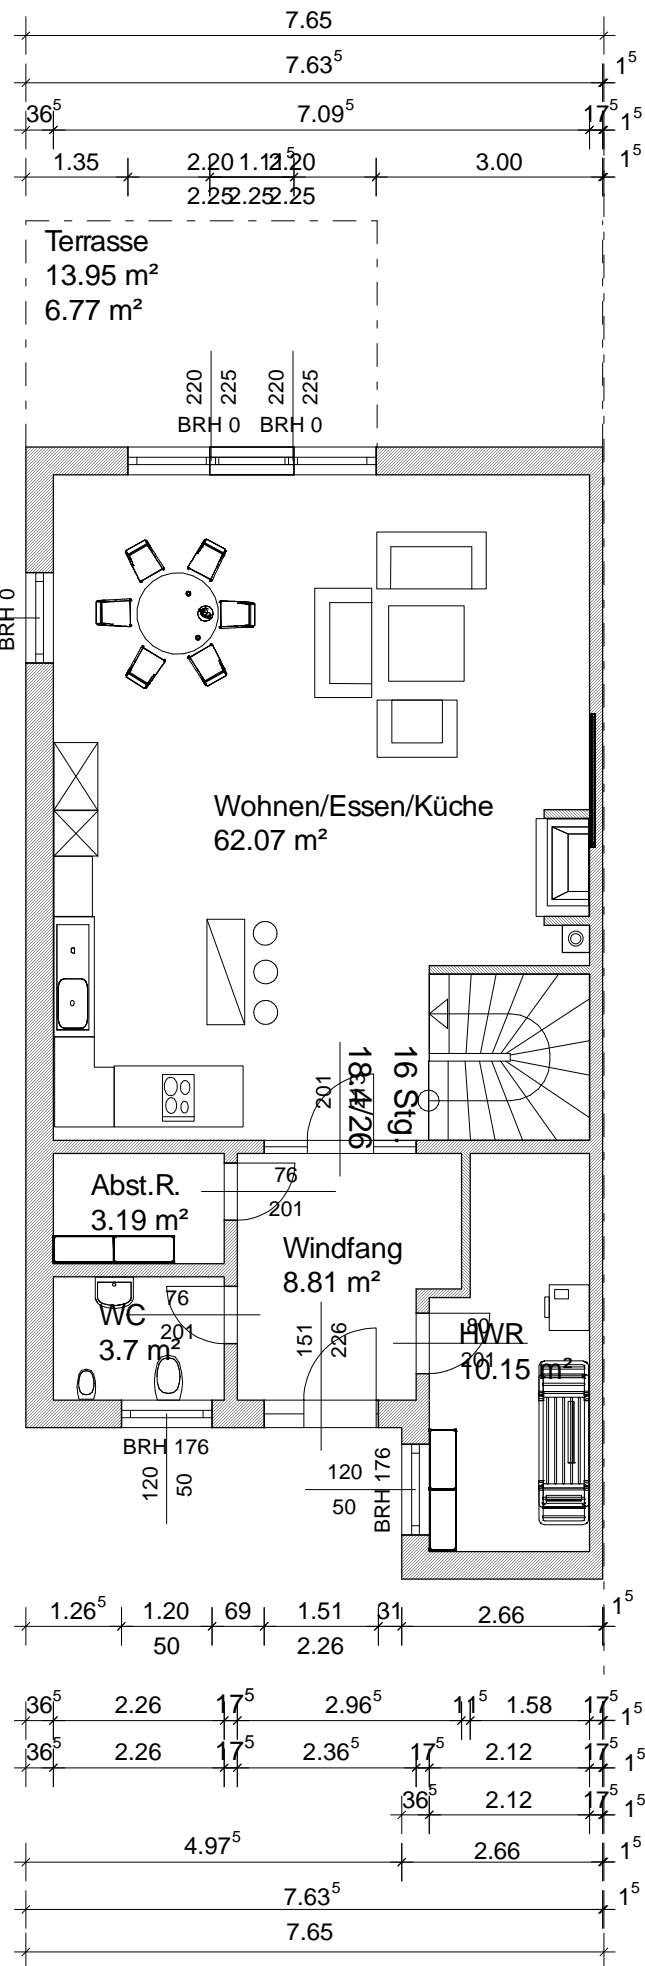 7.65
7.63⁵ 1⁵
36⁵ 7.09⁵ 17⁵ 1⁵
1.35 2.20 1.11⁵ 2.20 3.00 1⁵
2.25 2.25 2.25
Terrasse
13.95 m²
6.77 m²
220 225 220 225
BRH 0 BRH 0
BRH 0
Wohnen/Essen/Küche
62.07 m²
16 Stg.
18.4/26
201
Abst.R.
3.19 m²
76
201
Windfang
8.81 m²
WC
3.7 m²
76
201
151
226
HWR
10.15 m²
80
201
BRH 176
120
50
120
50
BRH 176
1.26⁵ 1.20 69 1.51 31 2.66 1⁵
50 2.26
36⁵ 2.26 17⁵ 2.96⁵ 11⁵ 1.58 17⁵ 1⁵
36⁵ 2.26 17⁵ 2.36⁵ 17⁵ 2.12 17⁵ 1⁵
36⁵ 2.12 17⁵ 1⁵
4.97⁵ 2.66 1⁵
7.63⁵ 1⁵
7.65